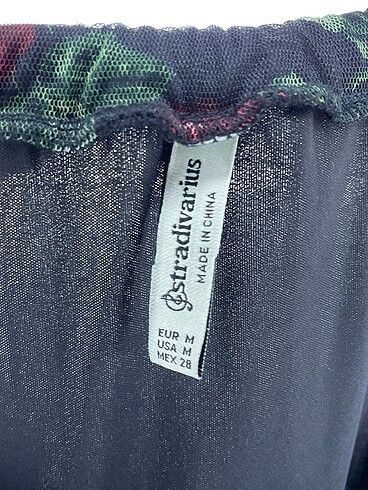 stradivarius
MADE IN CHINA
EUR M
USA M
MEX 28